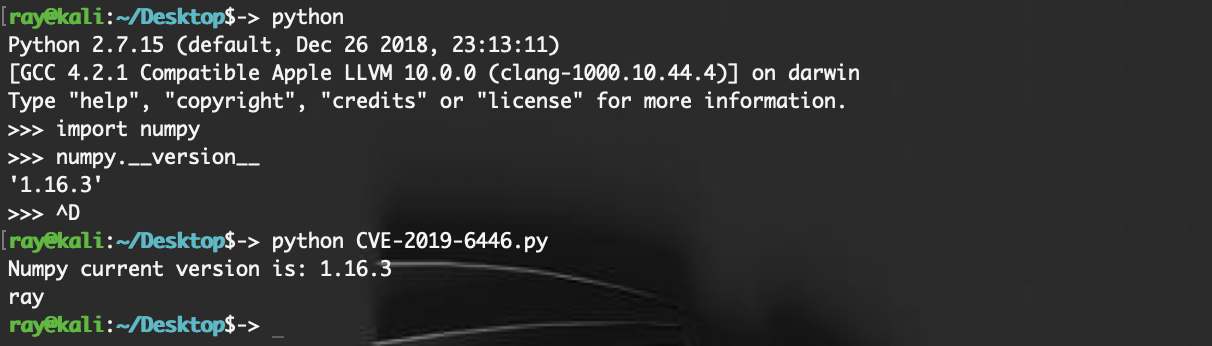 [ray@kali:~/Desktop$-> python
Python 2.7.15 (default, Dec 26 2018, 23:13:11)
[GCC 4.2.1 Compatible Apple LLVM 10.0.0 (clang-1000.10.44.4)] on darwin
Type "help", "copyright", "credits" or "license" for more information.
>>> import numpy
>>> numpy.__version__
'1.16.3'
>>> ^D
[ray@kali:~/Desktop$-> python CVE-2019-6446.py
Numpy current version is: 1.16.3
ray
ray@kali:~/Desktop$-> _